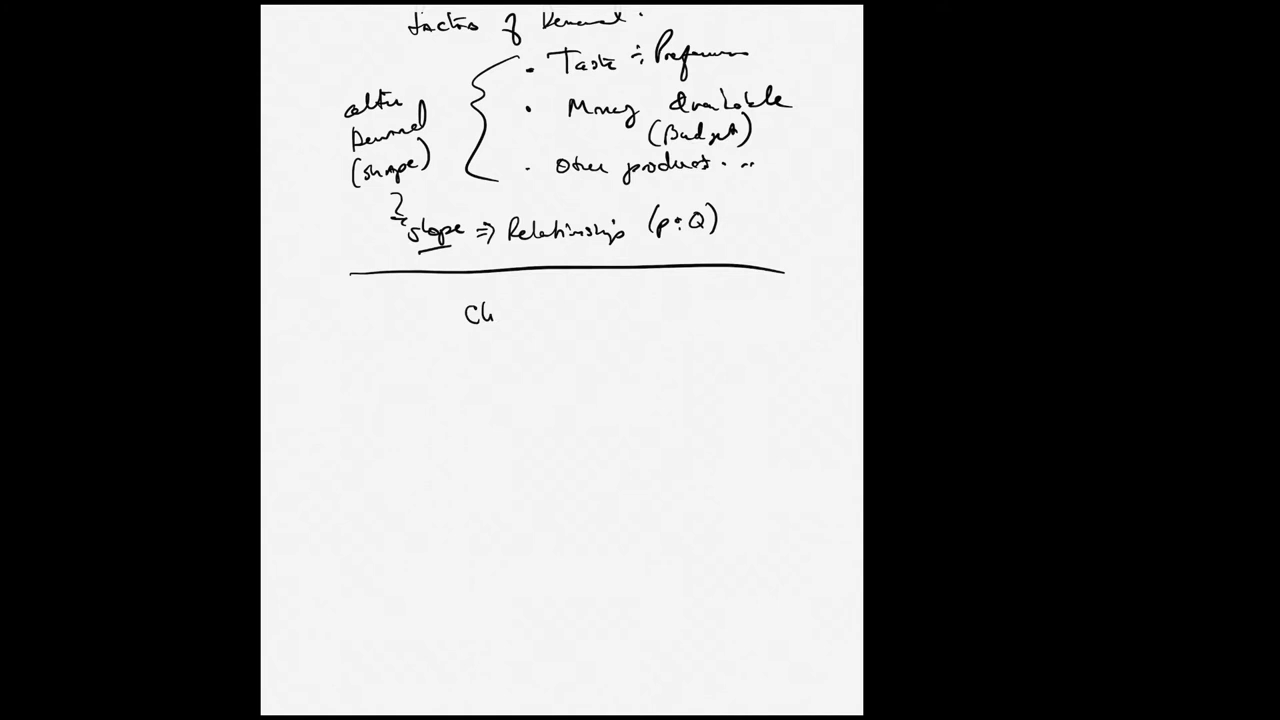 factors of Demand.
• Taste & Preferences
• Money available
(Budget)
• Other products...
alter
Demand
(shape)
slope ⇒ Relationship (P & Q)
Ch